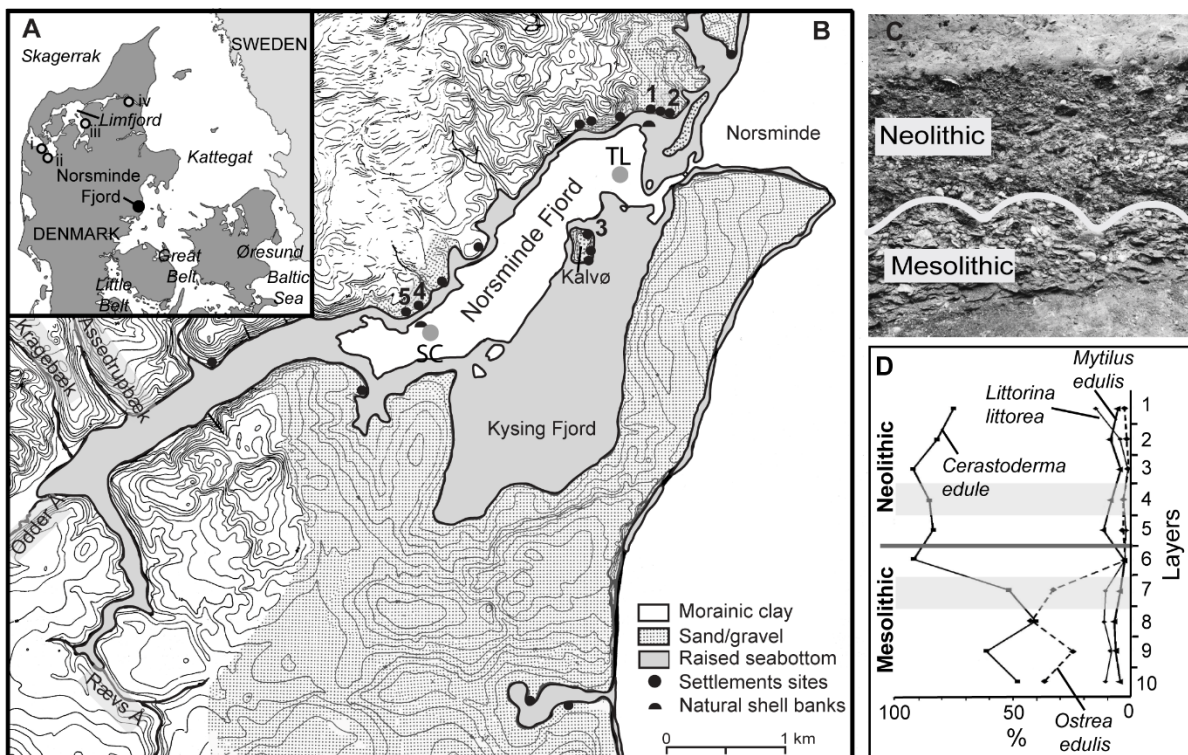 A
Skagerrak
SWEDEN
iv
Limfjord
iii
i
ii
Kattegat
Norsminde
Fjord
DENMARK
Great
Belt
Øresund
Little
Belt
Baltic
Sea
B
1 2
Norsminde
TL
Norsminde Fjord
3
Kalvø
5 4
SC
Kragebæk
Assedrupbæk
Kysing Fjord
Odder Å
Rævs Å
Morainic clay
Sand/gravel
Raised seabottom
Settlements sites
Natural shell banks
0 1 km
C
Neolithic
Mesolithic
D
Mytilus
edulis
Littorina
littorea
Cerastoderma
edule
Neolithic
Mesolithic
1
2
3
4
5
6
7
8
9
10
Layers
100 50 0
%
Ostrea
edulis